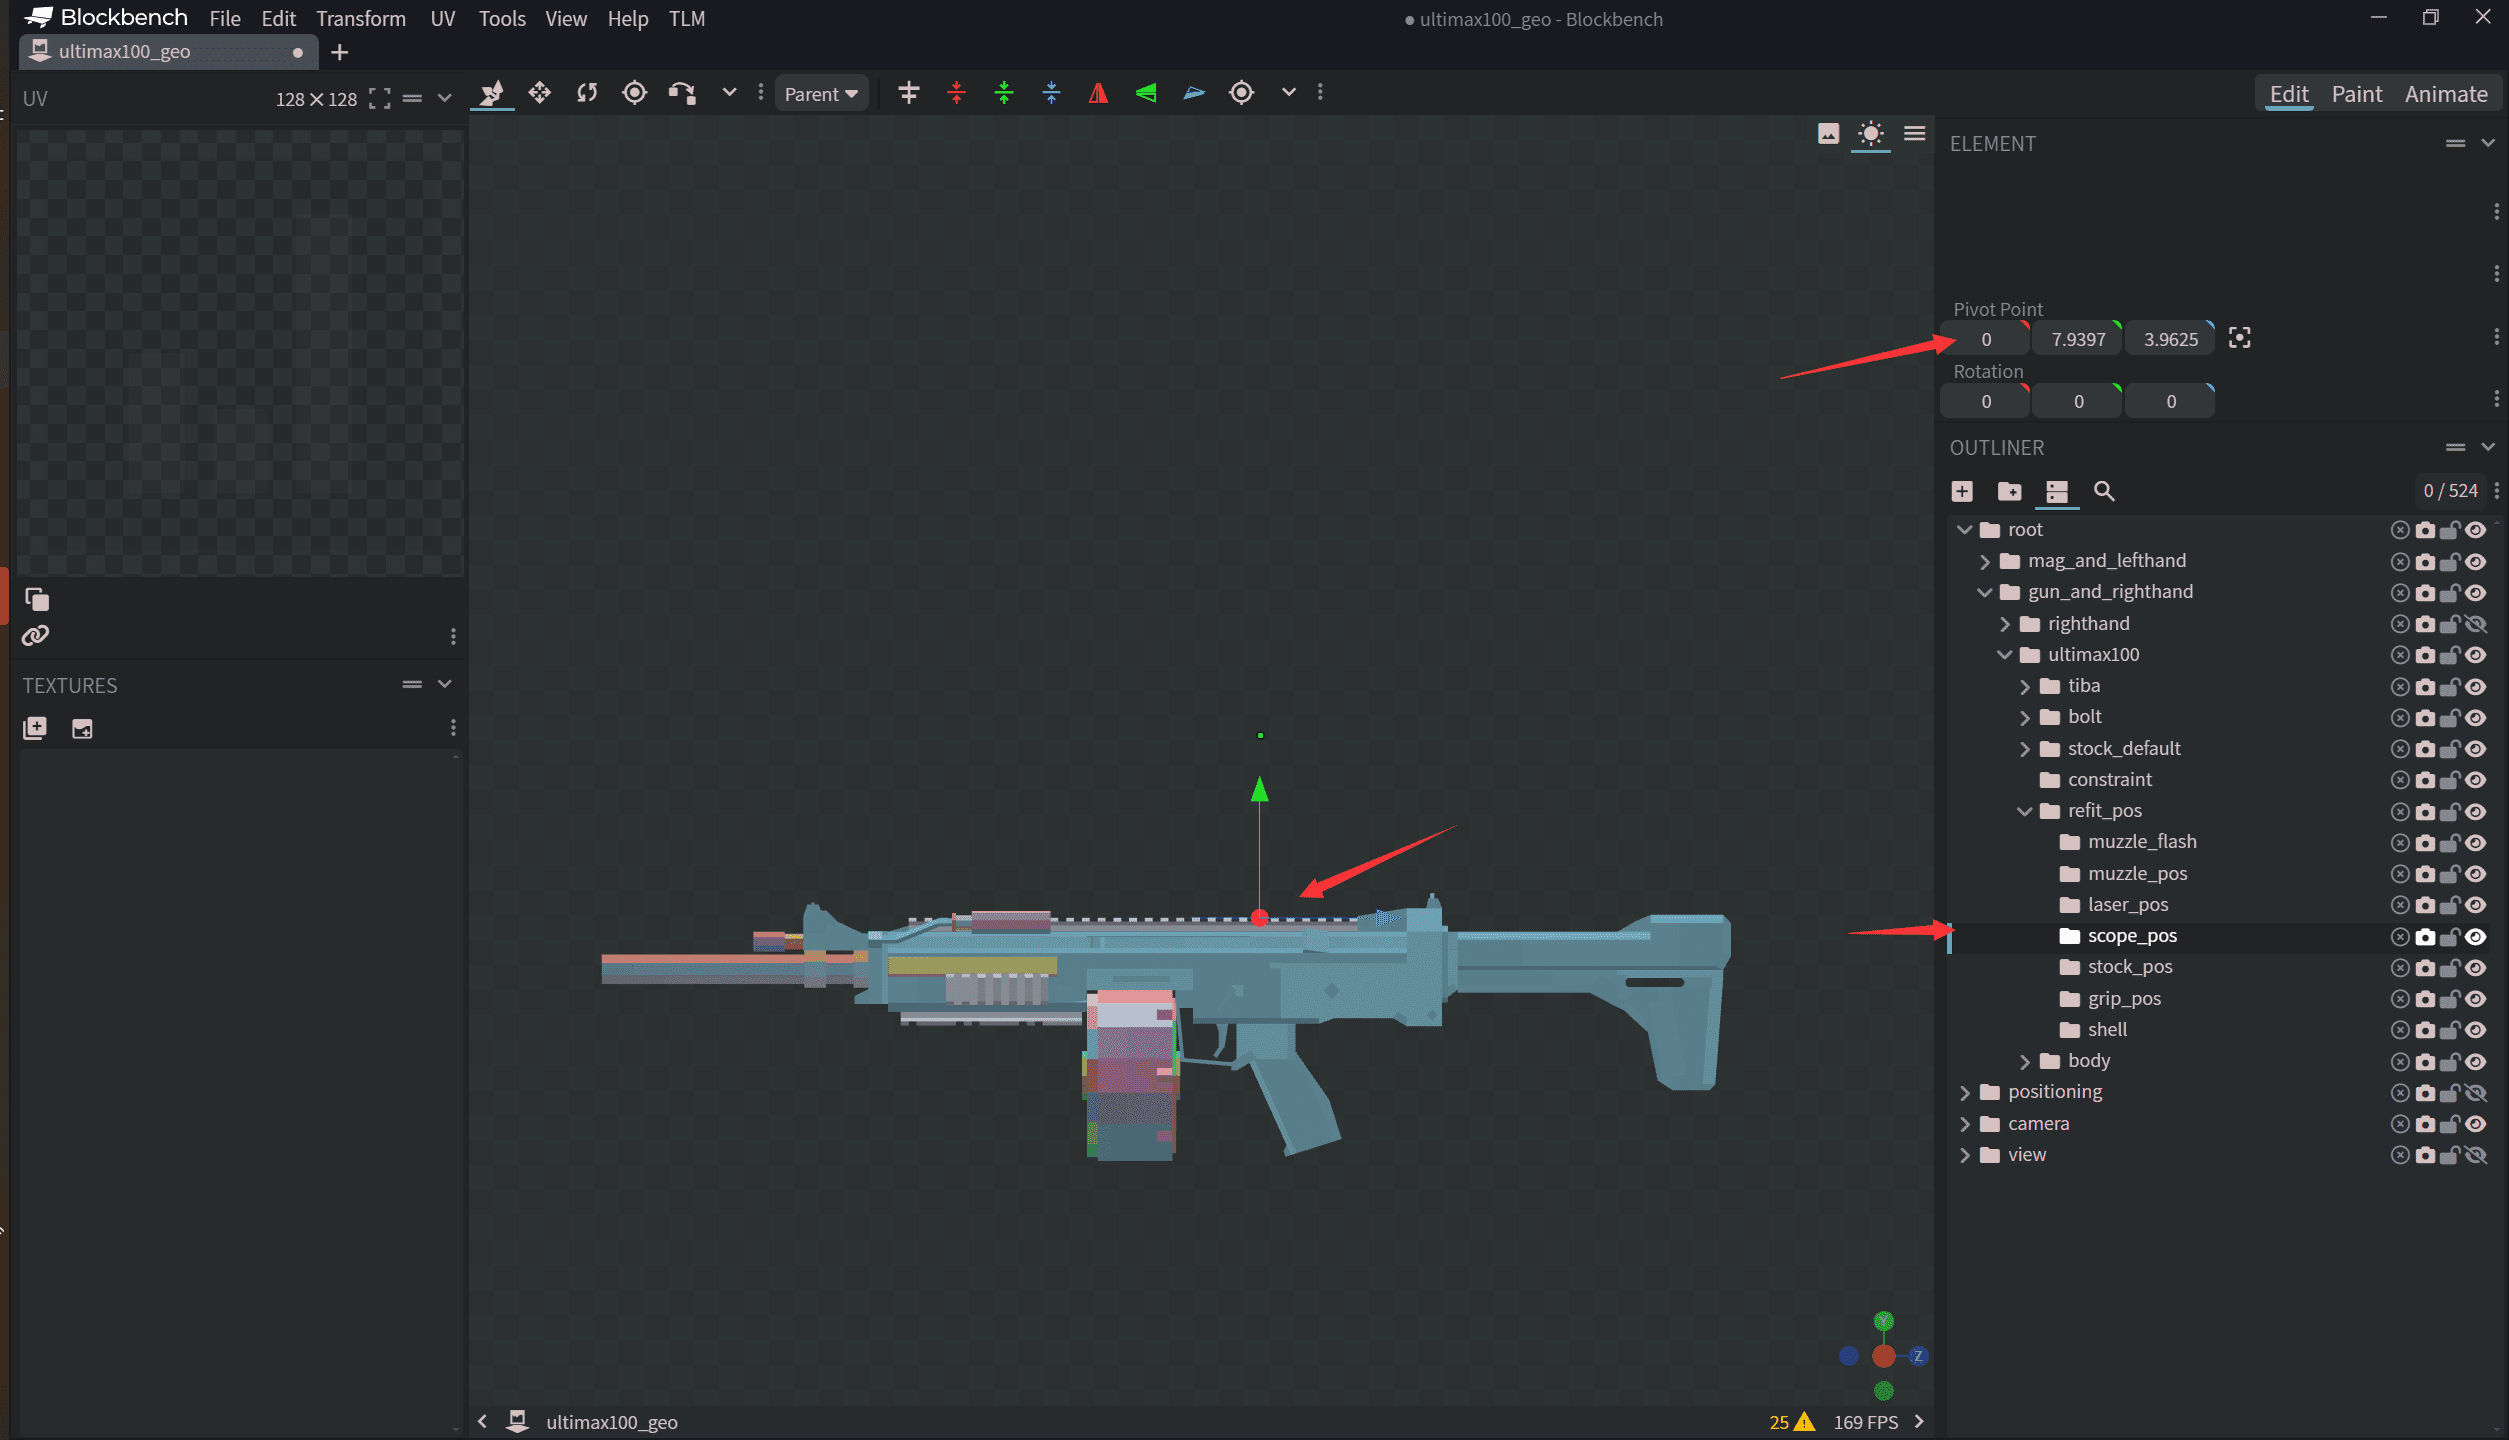 Blockbench File Edit Transform UV Tools View Help TLM
● ultimax100_geo - Blockbench
ultimax100_geo
UV 128×128
Parent
Edit Paint Animate
ELEMENT
Pivot Point
0 7.9397 3.9625
Rotation
0 0 0
OUTLINER
0 / 524
root
mag_and_lefthand
gun_and_righthand
righthand
ultimax100
tiba
bolt
stock_default
constraint
refit_pos
muzzle_flash
muzzle_pos
laser_pos
scope_pos
stock_pos
grip_pos
shell
body
positioning
camera
view
TEXTURES
Y
Z
ultimax100_geo
25 169 FPS